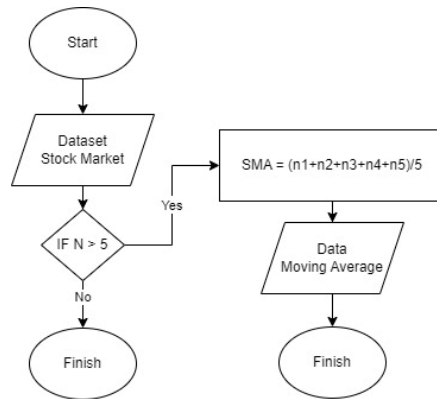 Start
Dataset
Stock Market
IF N > 5
Yes
No
Finish
SMA = (n1+n2+n3+n4+n5)/5
Data
Moving Average
Finish